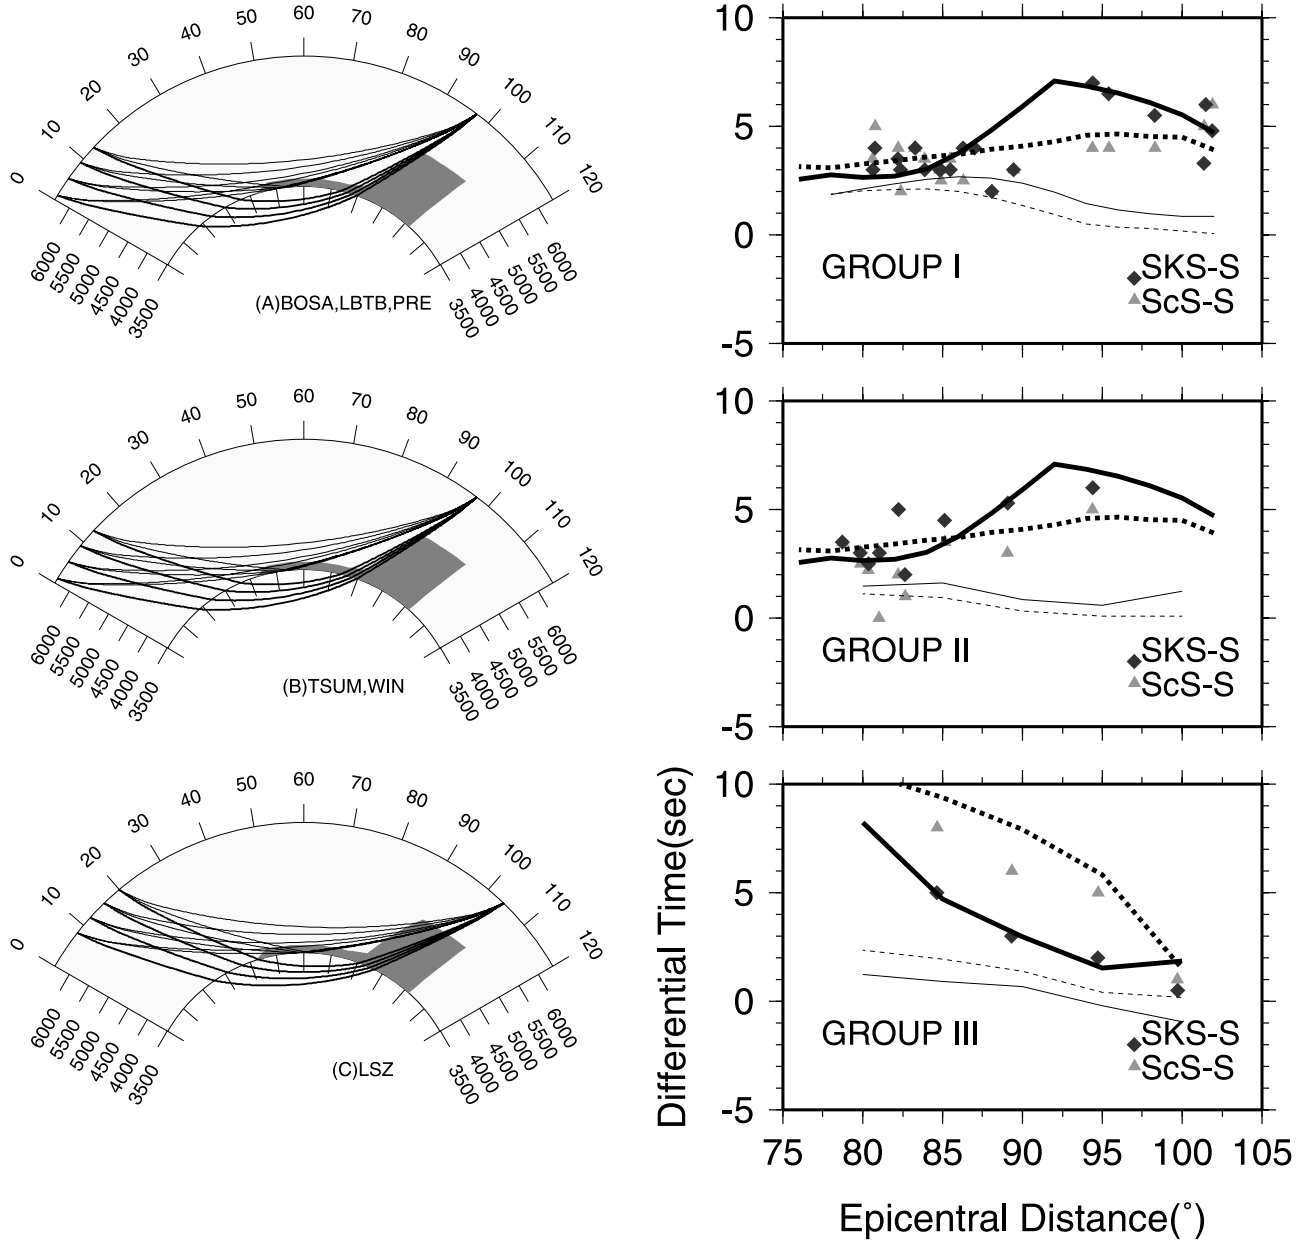 0 10 20 30 40 50 60 70 80 90 100 110 120
6000 5500 5000 4500 4000 3500
3500 4000 4500 5000 5500 6000
(A)BOSA,LBTB,PRE
10
5
0
-5
GROUP I
SKS-S
ScS-S
0 10 20 30 40 50 60 70 80 90 100 110 120
6000 5500 5000 4500 4000 3500
3500 4000 4500 5000 5500 6000
(B)TSUM,WIN
10
5
0
-5
GROUP II
SKS-S
ScS-S
0 10 20 30 40 50 60 70 80 90 100 110 120
6000 5500 5000 4500 4000 3500
3500 4000 4500 5000 5500 6000
(C)LSZ
Differential Time(sec)
10
5
0
-5
GROUP III
SKS-S
ScS-S
75 80 85 90 95 100 105
Epicentral Distance(°)